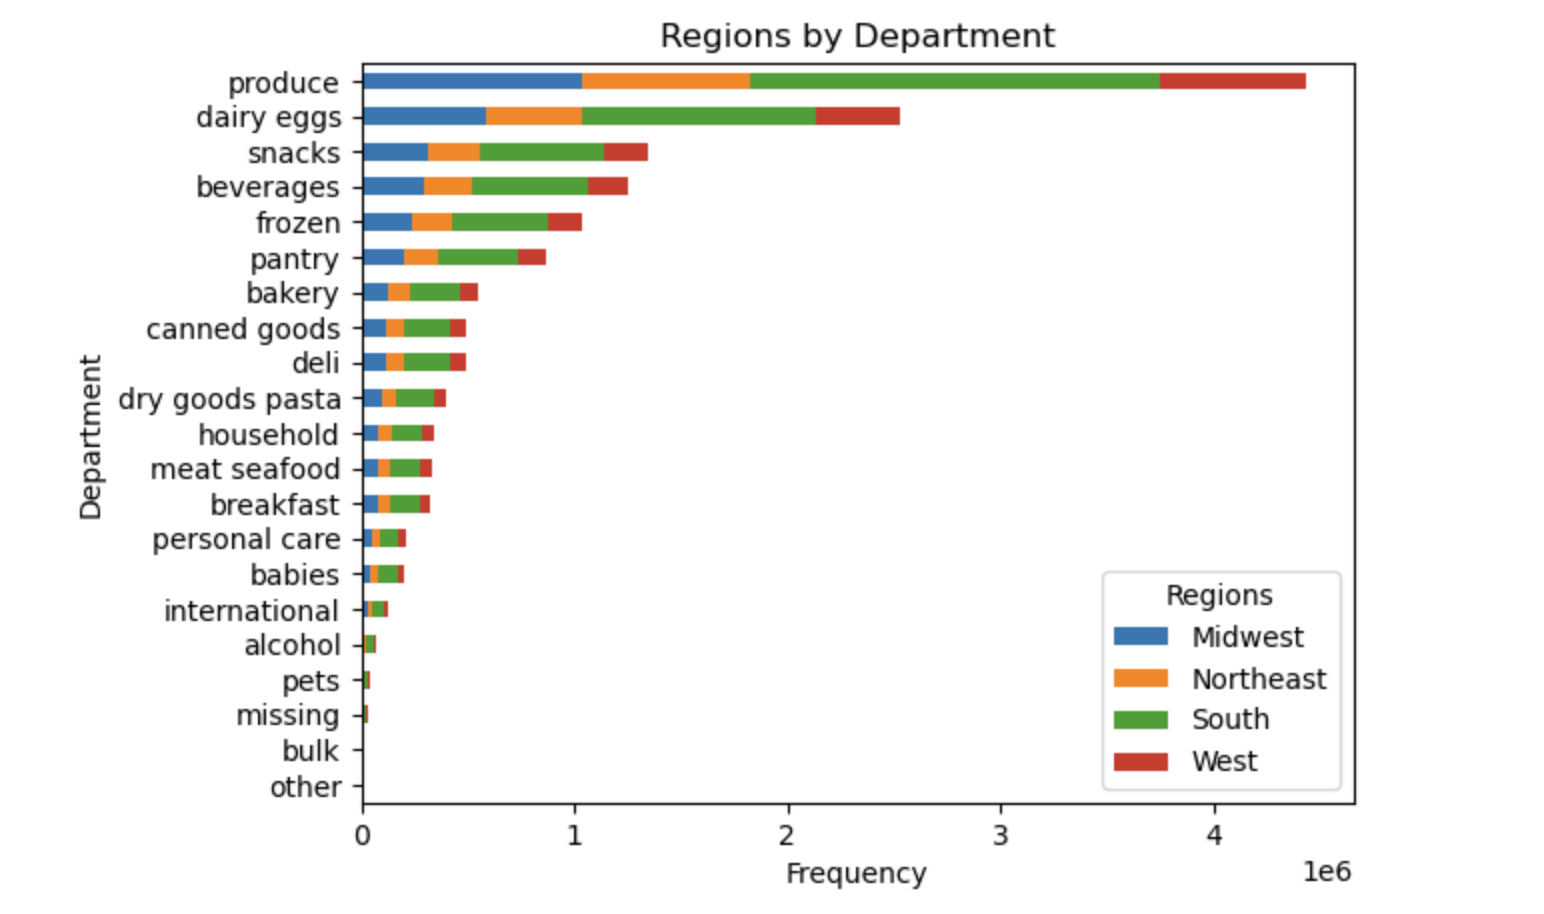 Regions by Department
Department
produce
dairy eggs
snacks
beverages
frozen
pantry
bakery
canned goods
deli
dry goods pasta
household
meat seafood
breakfast
personal care
babies
international
alcohol
pets
missing
bulk
other
Regions
Midwest
Northeast
South
West
0 1 2 3 4
Frequency
1e6